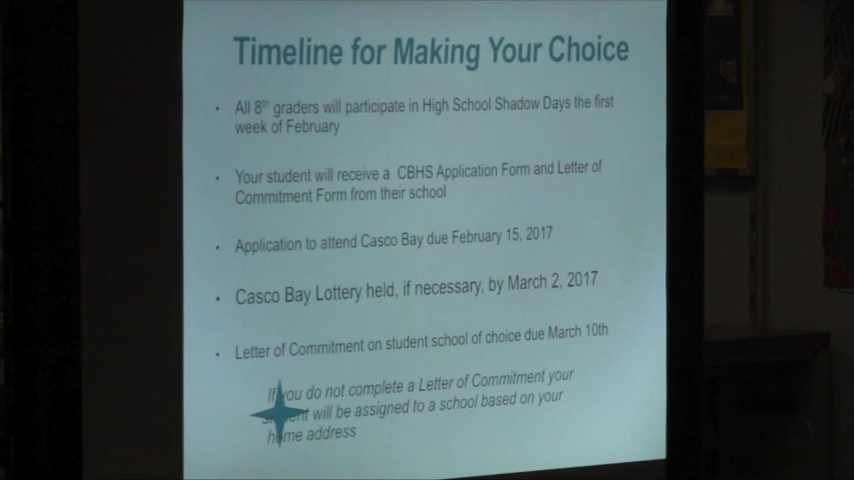 Timeline for Making Your Choice
• All 8th graders will participate in High School Shadow Days the first
week of February
• Your student will receive a CBHS Application Form and Letter of
Commitment Form from their school
• Application to attend Casco Bay due February 15, 2017
• Casco Bay Lottery held, if necessary, by March 2, 2017
• Letter of Commitment on student school of choice due March 10th
If you do not complete a Letter of Commitment your
student will be assigned to a school based on your
home address